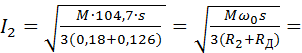 I₂ = √(M·104,7·s / 3(0,18+0,126)) = √(Mω₀s / 3(R₂+R_Д)) =